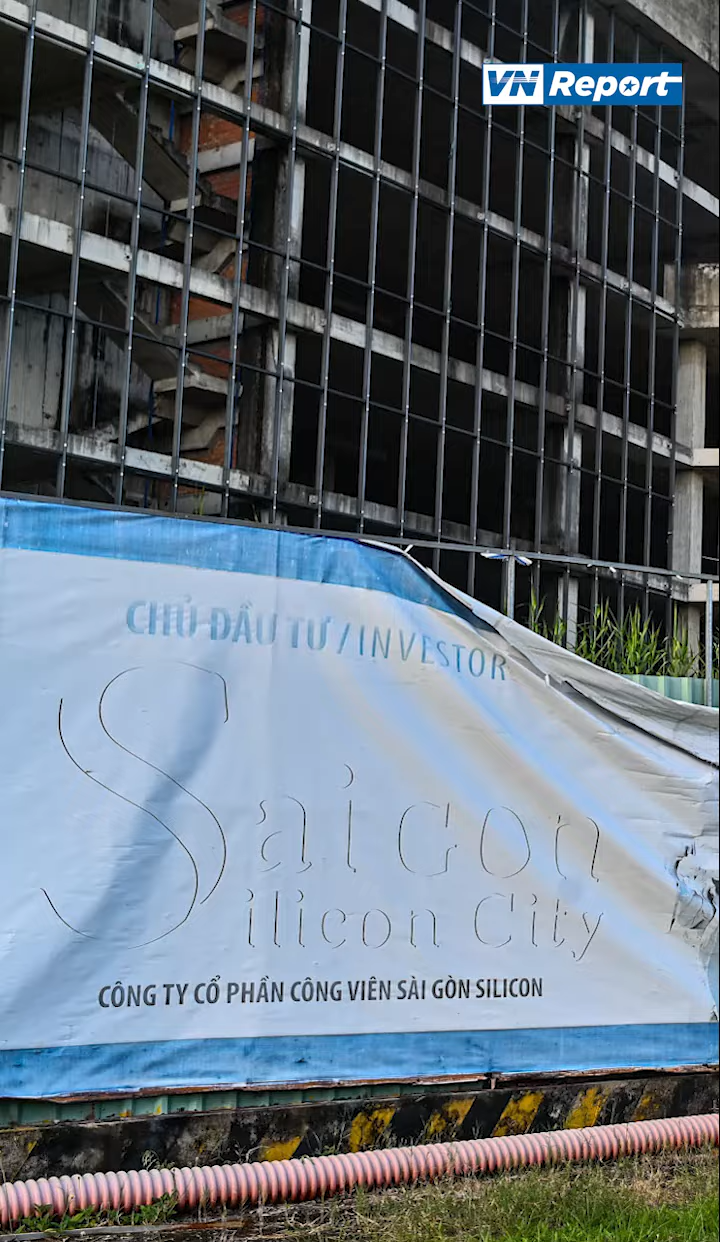 VN Report
CHỦ ĐẦU TƯ / INVESTOR
Saigon
Silicon City
CÔNG TY CỔ PHẦN CÔNG VIÊN SÀI GÒN SILICON